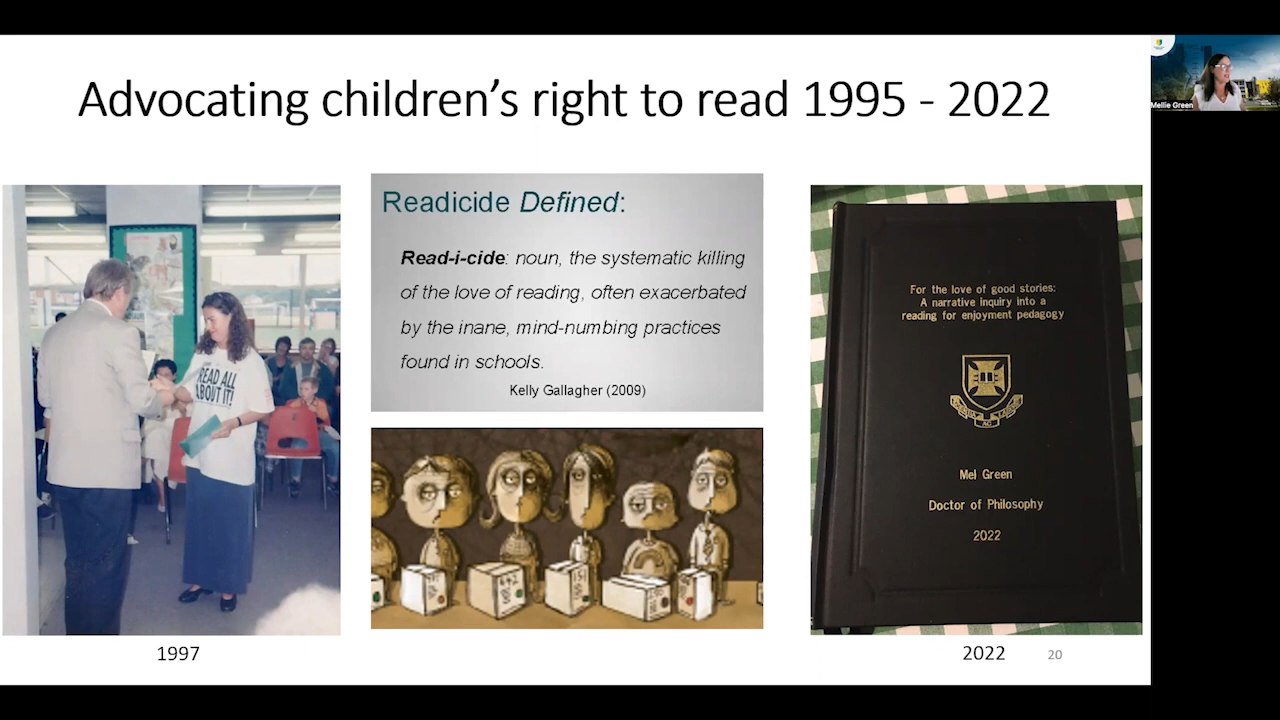 Advocating children's right to read 1995 - 2022
Mellie Green
READ ALL
ABOUT IT!
1997
Readicide Defined:
Read-i-cide: noun, the systematic killing
of the love of reading, often exacerbated
by the inane, mind-numbing practices
found in schools.
Kelly Gallagher (2009)
For the love of good stories:
A narrative inquiry into a
reading for enjoyment pedagogy
AC
Mel Green
Doctor of Philosophy
2022
2022
20